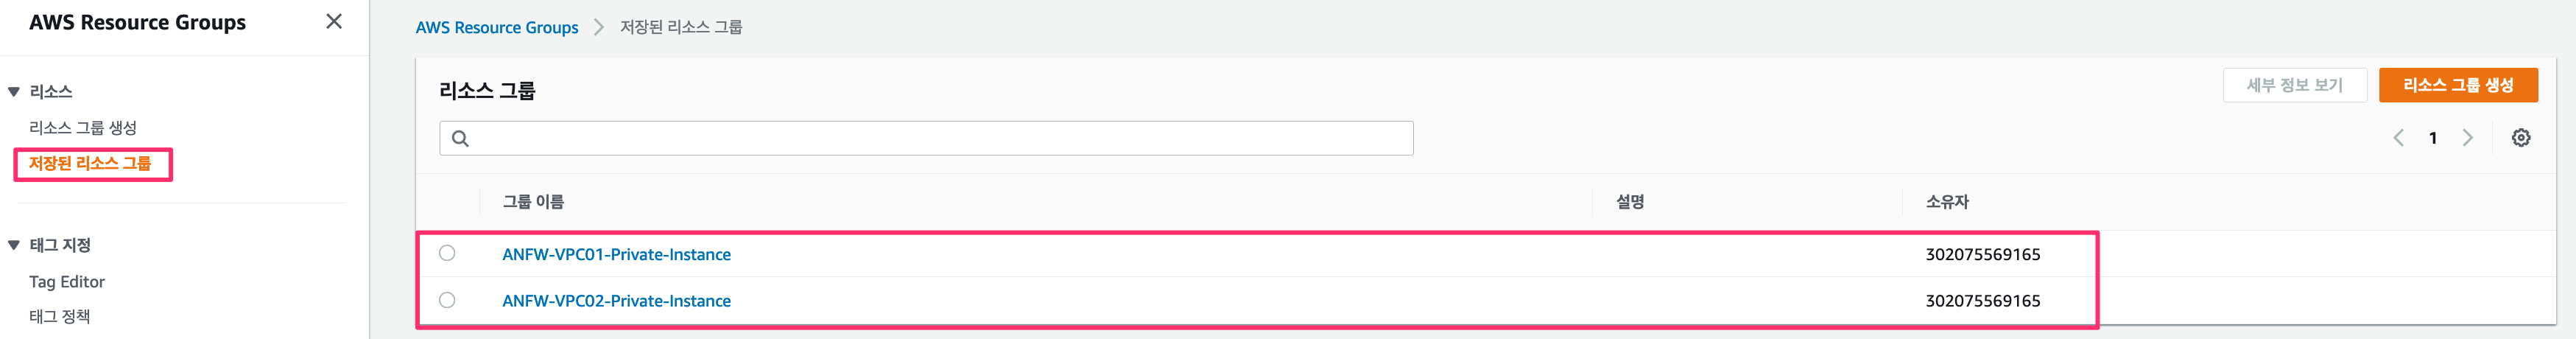 AWS Resource Groups
리소스
리소스 그룹 생성
저장된 리소스 그룹
태그 지정
Tag Editor
태그 정책
AWS Resource Groups 저장된 리소스 그룹
리소스 그룹
세부 정보 보기 리소스 그룹 생성
1
그룹 이름 설명 소유자
ANFW-VPC01-Private-Instance 302075569165
ANFW-VPC02-Private-Instance 302075569165